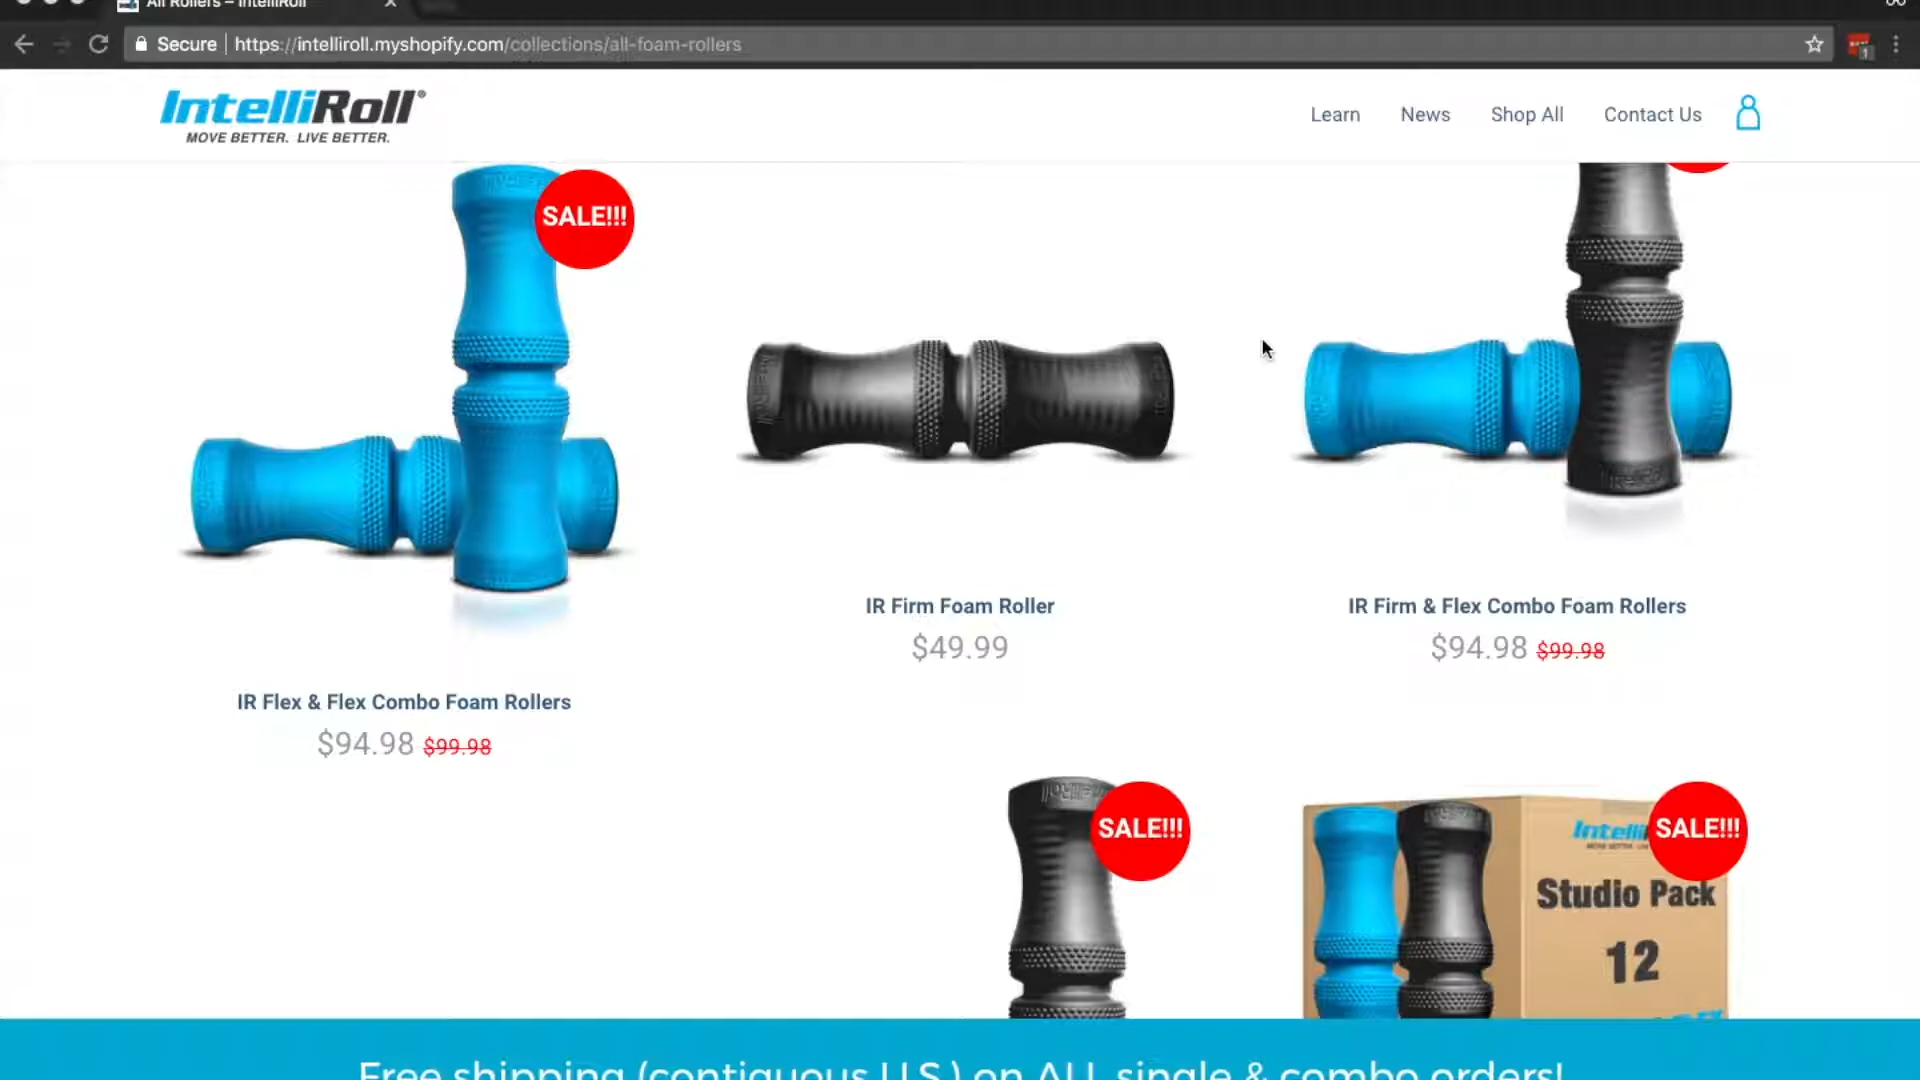 All Rollers – IntelliRoll
Secure | https://intelliroll.myshopify.com/collections/all-foam-rollers
IntelliRoll®
MOVE BETTER. LIVE BETTER.
Learn
News
Shop All
Contact Us
SALE!!!
IR Firm Foam Roller
$49.99
IR Firm & Flex Combo Foam Rollers
$94.98 $99.98
IR Flex & Flex Combo Foam Rollers
$94.98 $99.98
SALE!!!
SALE!!!
Studio Pack
12
Free shipping (contiguous U.S.) on ALL single & combo orders!